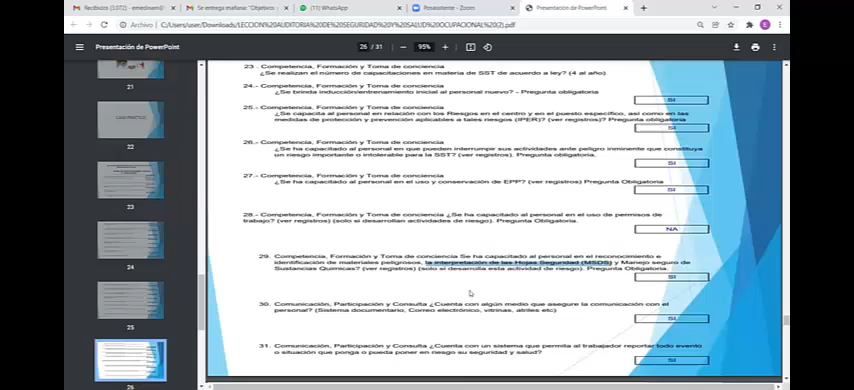 Recibidos (3,072) - emedower@
Se entrega mañana: "Objetivos
(11) WhatsApp
Posasistente - Zoom
Presentación de PowerPoint
Archivo
C:/Users/user/Downloads/LECCION%20AUDITORIA%20DE%20SEGURIDAD%20Y%20SALUD%20OCUPACIONAL%20(2).pdf
Presentación de PowerPoint
26 / 31
95%
21
22
23
24
25
26
23 - Competencia, Formación y Toma de conciencia
¿Se realizan el número de capacitaciones en materia de SST de acuerdo a ley? (4 al año)
24.- Competencia, Formación y Toma de conciencia
¿Se brinda inducción/entrenamiento inicial al personal nuevo? - Pregunta obligatoria
SI
25.- Competencia, Formación y Toma de conciencia
¿Se capacita al personal en relación con los Riesgos en el centro y en puesto específico, así como en las
medidas de protección y prevención aplicables a tales riesgos (IPER)? (ver registros)? Pregunta obligatoria
SI
26.- Competencia, Formación y Toma de conciencia
¿Se ha capacitado al personal en que pueden interrumpir sus actividades ante peligro inminente que constituya
un riesgo importante o intolerable para la SST? (ver registros). Pregunta obligatoria.
SI
27.- Competencia, Formación y Toma de conciencia
¿Se ha capacitado al personal en el uso y conservación de EPP? (ver registros) Pregunta Obligatoria
SI
28.- Competencia, Formación y Toma de conciencia ¿Se ha capacitado al personal en el uso de permisos de
trabajo? (ver registros) (solo si desarrollan actividades de riesgo). Pregunta Obligatoria.
NA
29. Competencia, Formación y Toma de conciencia Se ha capacitado al personal en el reconocimiento e
identificación de materiales peligrosos, la interpretación de las Hojas Seguridad (MSDS) y Manejo seguro de
Sustancias Químicas? (ver registros) (solo si desarrolla esta actividad de riesgo). Pregunta Obligatoria.
SI
30. Comunicación, Participación y Consulta ¿Cuenta con algún medio que asegure la comunicación con el
personal? (Sistema documentario, Correo electrónico, vitrinas, atriles etc)
SI
31. Comunicación, Participación y Consulta ¿Cuenta con un sistema que permita al trabajador reportar todo evento
o situación que ponga o pueda poner en riesgo su seguridad y salud?
SI